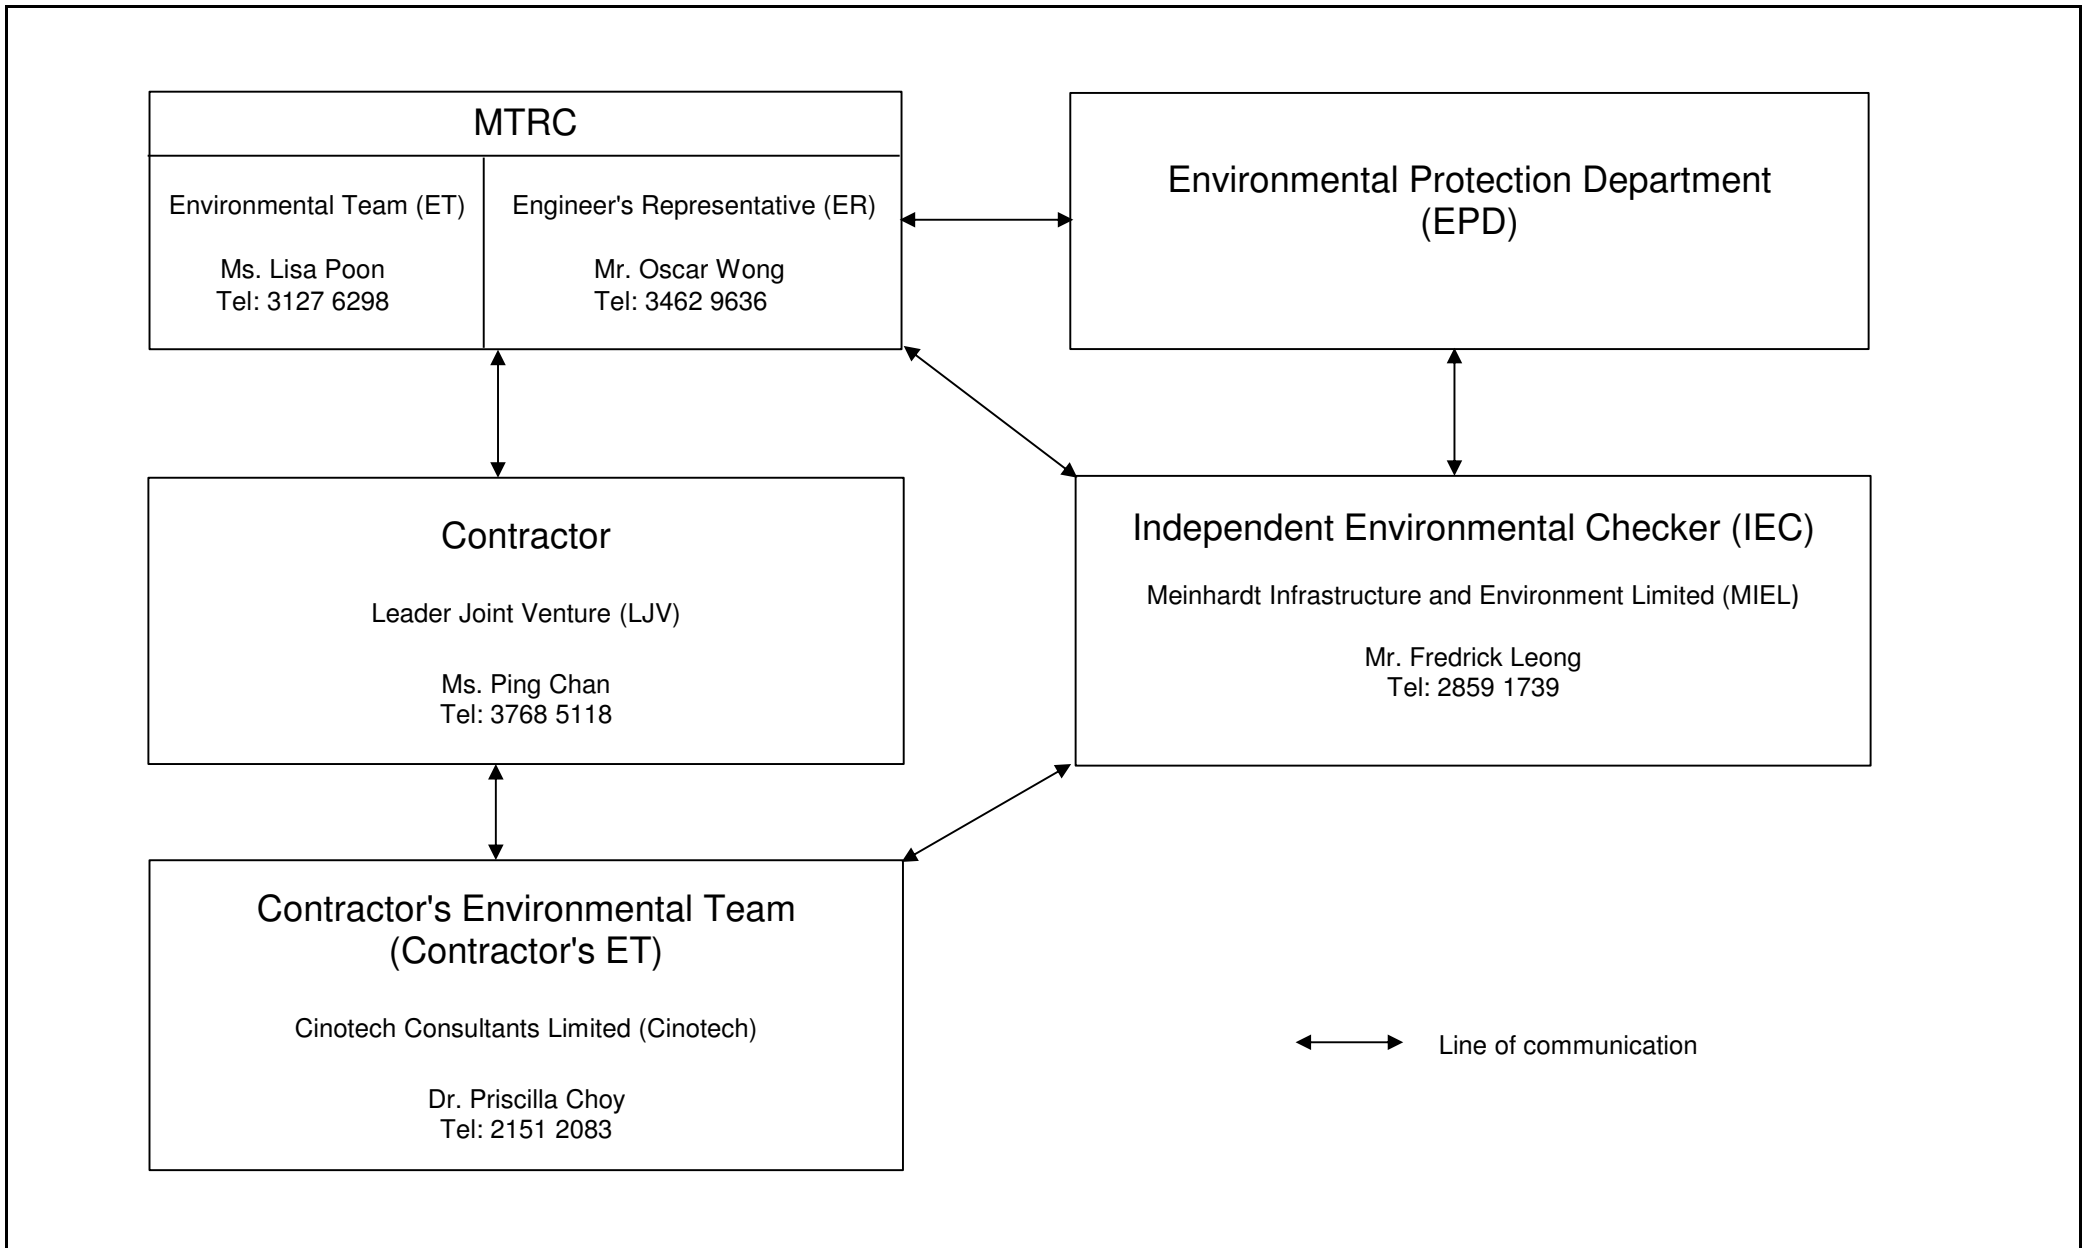 MTRC
Environmental Team (ET)
Ms. Lisa Poon
Tel: 3127 6298
Engineer's Representative (ER)
Mr. Oscar Wong
Tel: 3462 9636
Environmental Protection Department
(EPD)
Contractor
Leader Joint Venture (LJV)
Ms. Ping Chan
Tel: 3768 5118
Independent Environmental Checker (IEC)
Meinhardt Infrastructure and Environment Limited (MIEL)
Mr. Fredrick Leong
Tel: 2859 1739
Contractor's Environmental Team
(Contractor's ET)
Cinotech Consultants Limited (Cinotech)
Dr. Priscilla Choy
Tel: 2151 2083
Line of communication